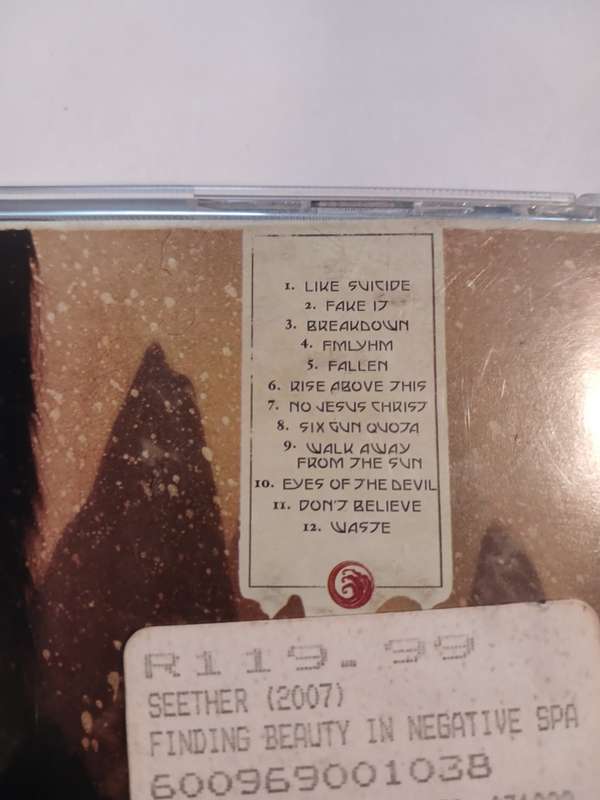 1. LIKE SUICIDE
2. FAKE IT
3. BREAKDOWN
4. FMLYHM
5. FALLEN
6. RISE ABOVE THIS
7. NO JESUS CHRIST
8. SIX GUN QUOTA
9. WALK AWAY
FROM THE SUN
10. EYES OF THE DEVIL
11. DON'T BELIEVE
12. WASTE
R119.99
SEETHER (2007)
FINDING BEAUTY IN NEGATIVE SPA
600969001038